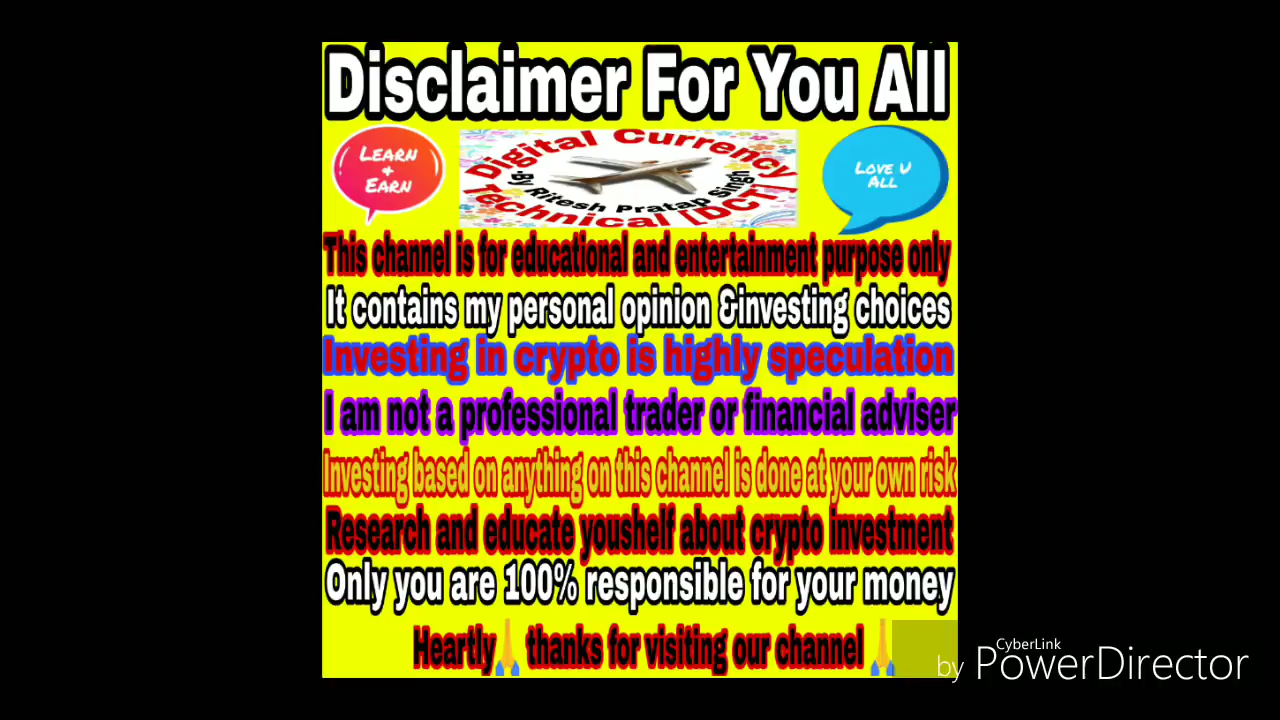 Disclaimer For You All
LEARN
&
EARN
Digital Currency
By Ritesh Pratap Singh
Technical [DCT]
LOVE U
ALL
This channel is for educational and entertainment purpose only
It contains my personal opinion &investing choices
Investing in crypto is highly speculation
I am not a professional trader or financial adviser
Investing based on anything on this channel is done at your own risk
Research and educate youshelf about crypto investment
Only you are 100% responsible for your money
Heartly🙏 thanks for visiting our channel🙏
CyberLink
by PowerDirector